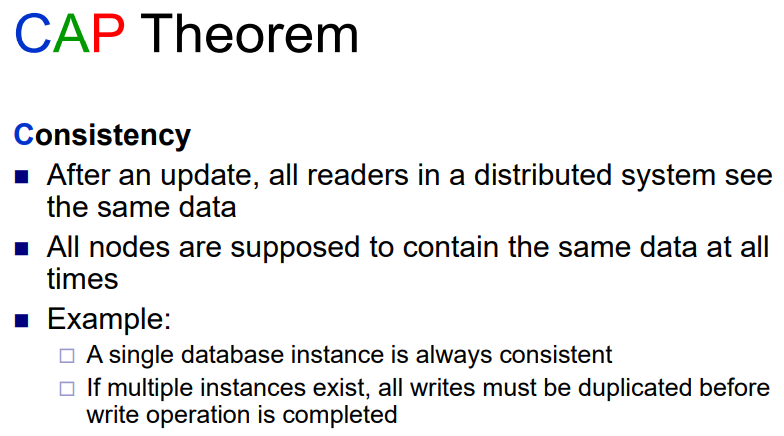 CAP Theorem
Consistency
After an update, all readers in a distributed system see
the same data
All nodes are supposed to contain the same data at all
times
Example:
A single database instance is always consistent
If multiple instances exist, all writes must be duplicated before
write operation is completed